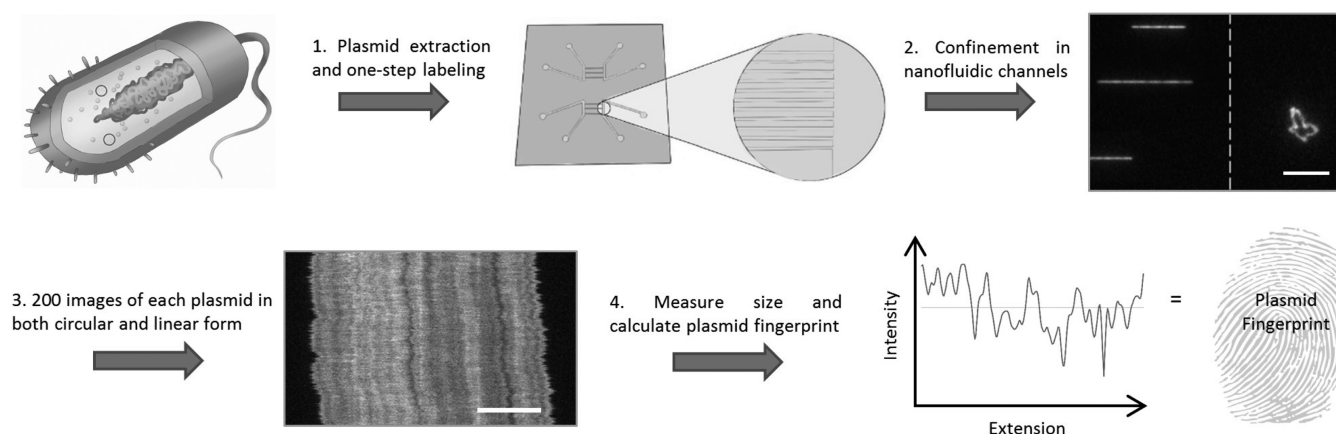 1. Plasmid extraction
and one-step labeling
2. Confinement in
nanofluidic channels
3. 200 images of each plasmid in
both circular and linear form
4. Measure size and
calculate plasmid fingerprint
Intensity
Extension
=
Plasmid
Fingerprint